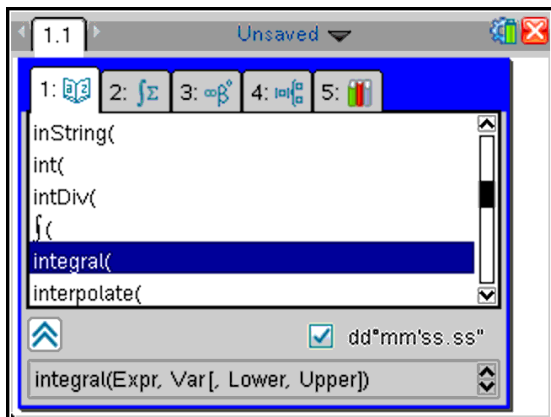 1.1
Unsaved
1: 2: ∫Σ 3: ∞β° 4: 5:
inString(
int(
intDiv(
∫(
integral(
interpolate(
dd°mm'ss.ss"
integral(Expr, Var[, Lower, Upper])